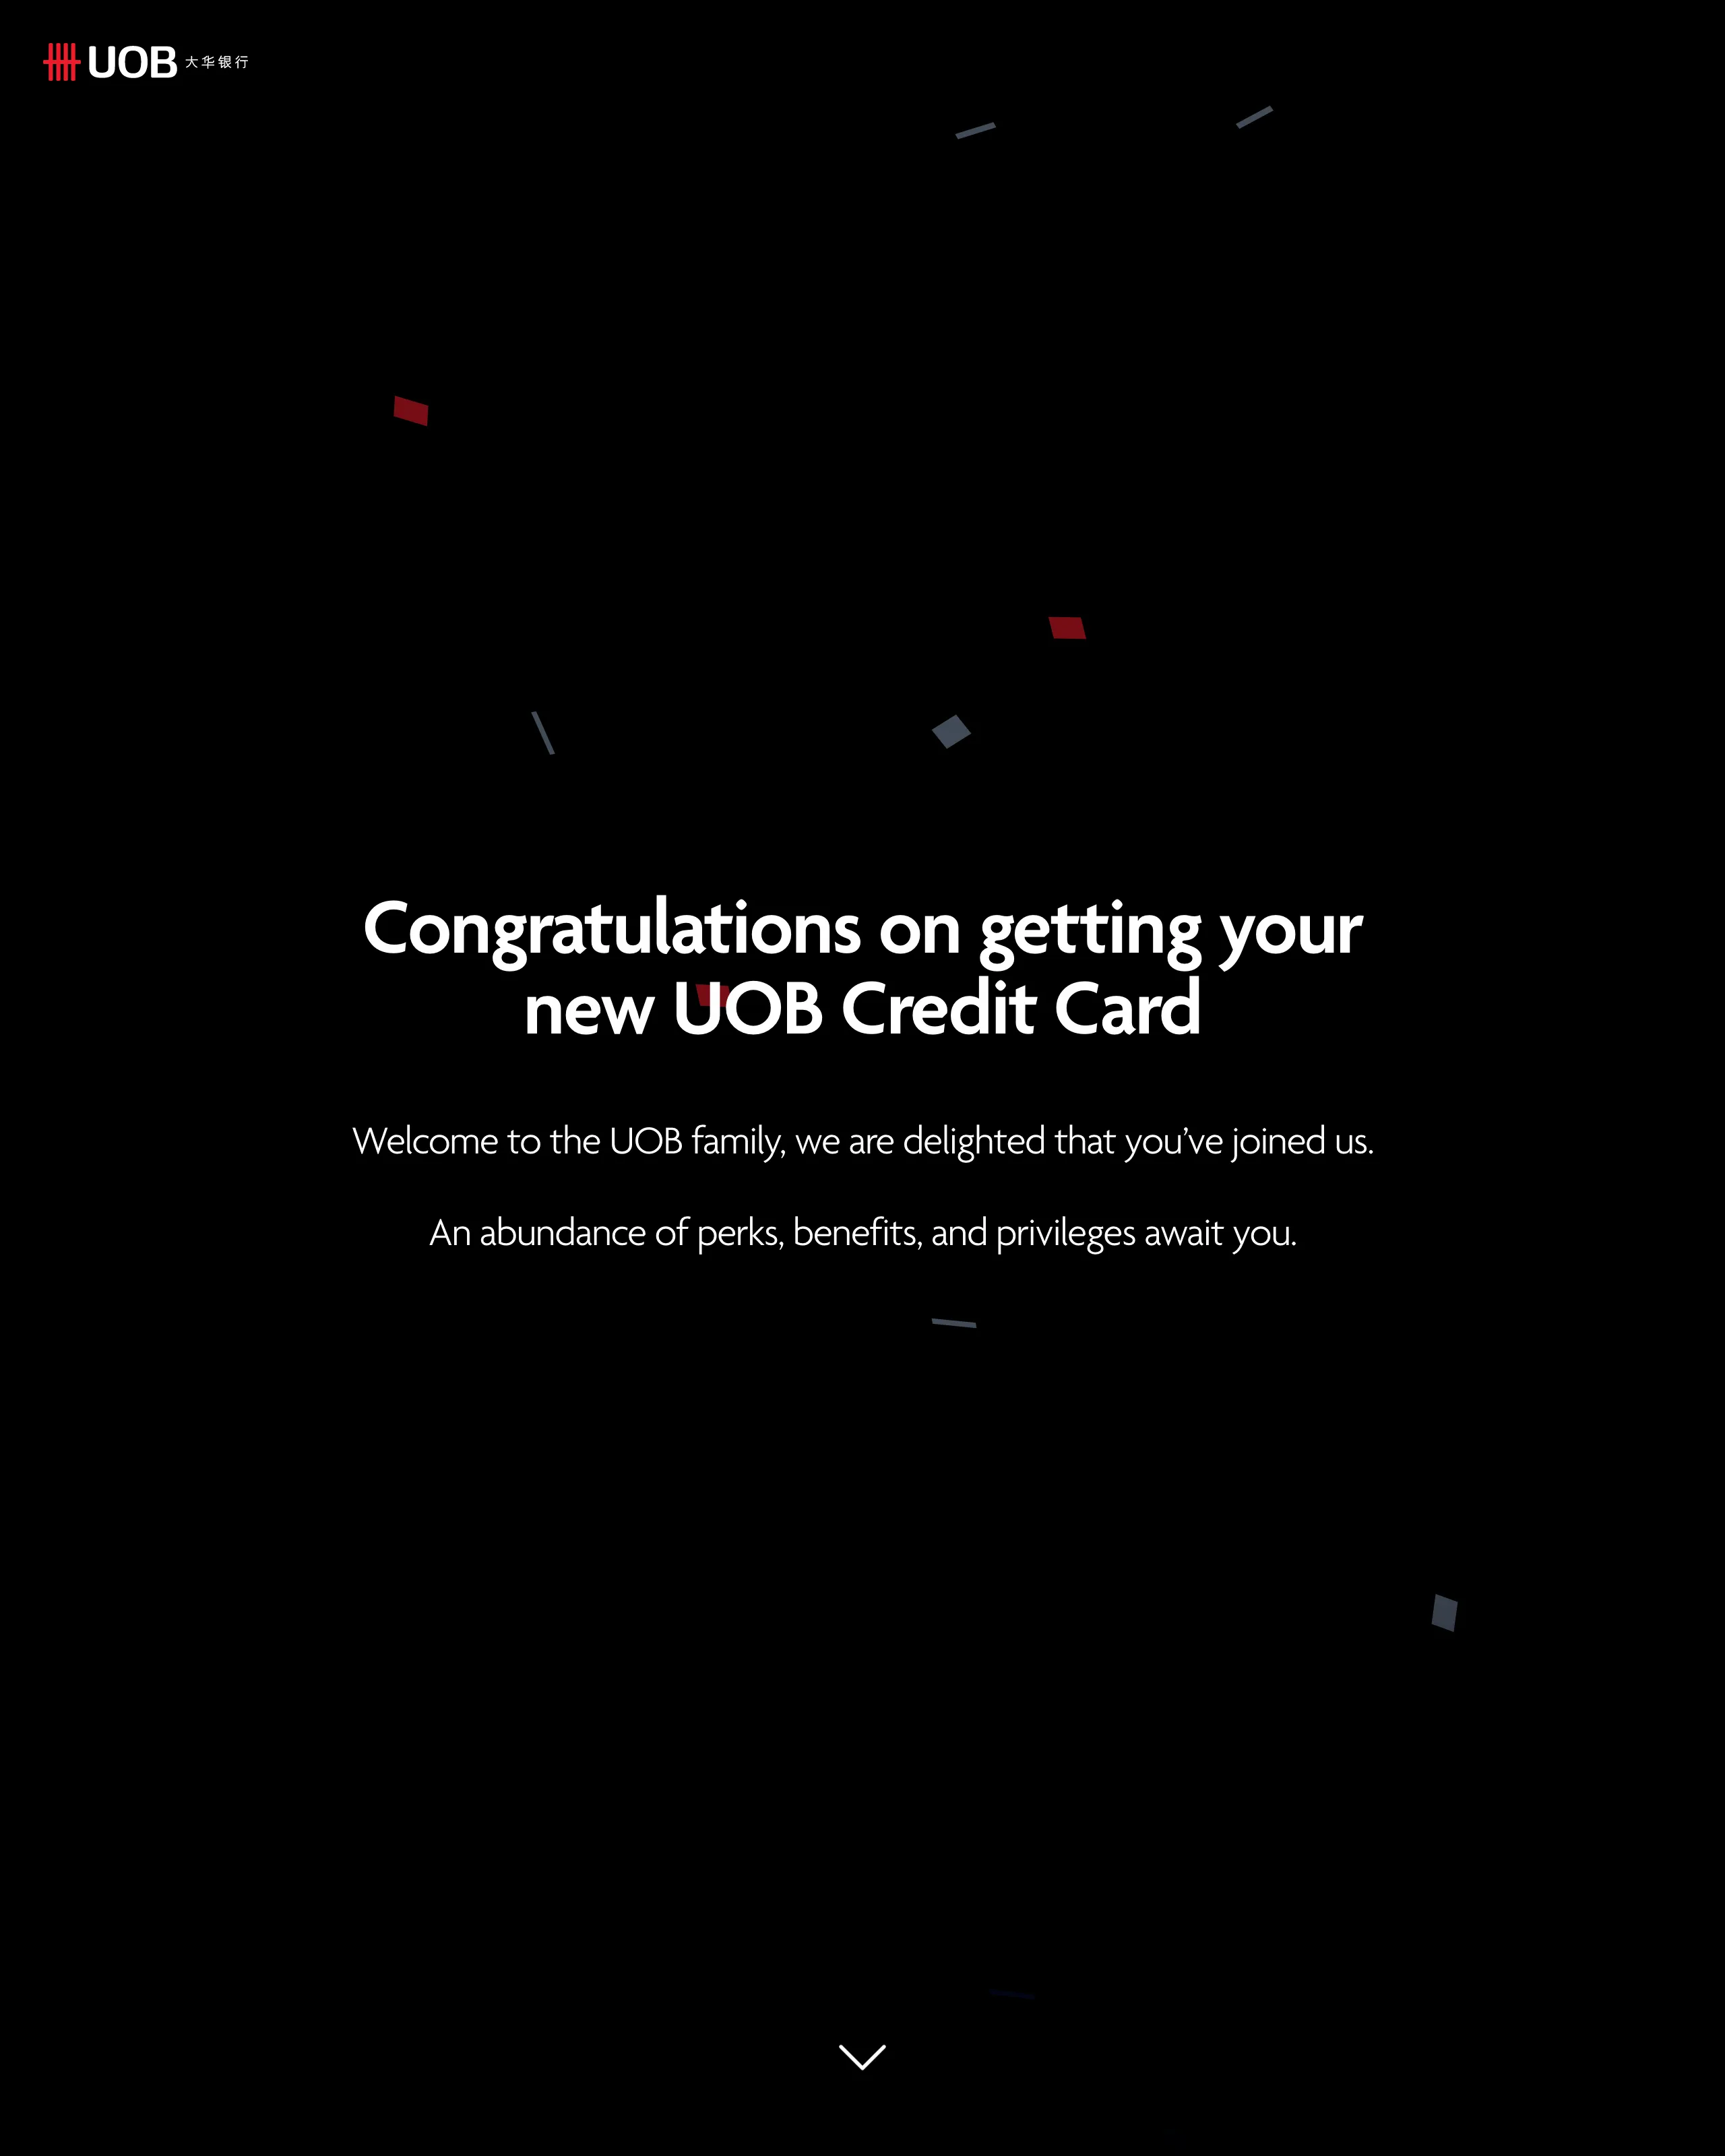 UOB 大华银行
Congratulations on getting your
new UOB Credit Card
Welcome to the UOB family, we are delighted that you’ve joined us.
An abundance of perks, benefits, and privileges await you.